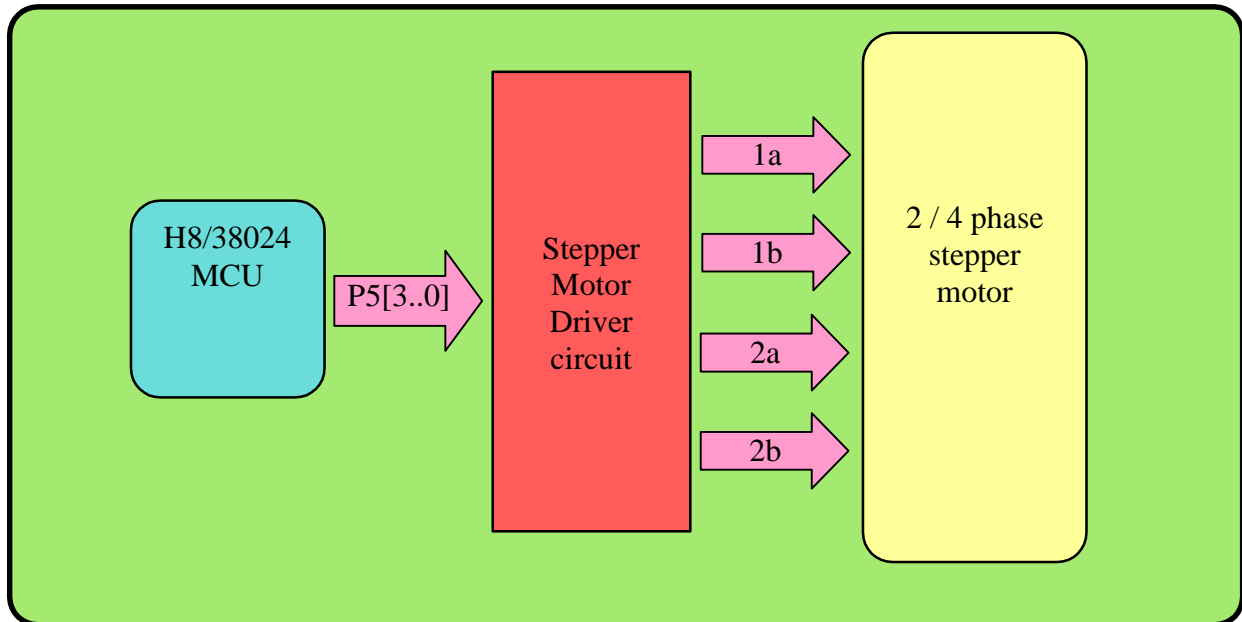 H8/38024
MCU
P5[3..0]
Stepper
Motor
Driver
circuit
1a
1b
2a
2b
2 / 4 phase
stepper
motor